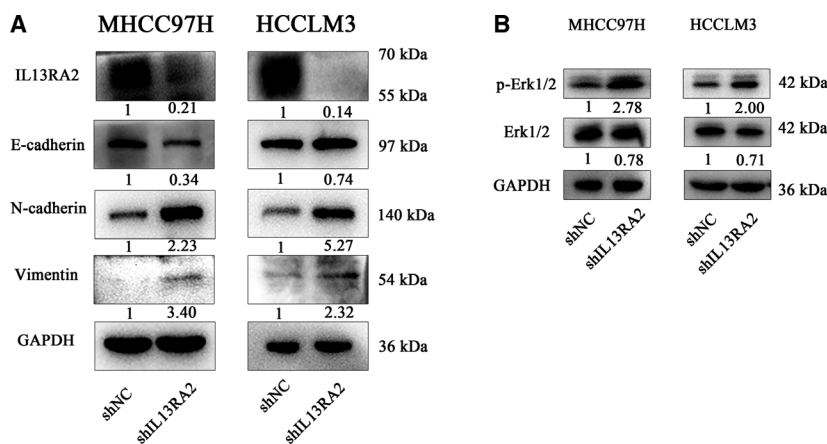 A
MHCC97H HCCLM3
IL13RA2 70 kDa
55 kDa
1 0.21 1 0.14
E-cadherin 97 kDa
1 0.34 1 0.74
N-cadherin 140 kDa
1 2.23 1 5.27
Vimentin 54 kDa
1 3.40 1 2.32
GAPDH 36 kDa
shNC shIL13RA2 shNC shIL13RA2
B
MHCC97H HCCLM3
p-Erk1/2 42 kDa
1 2.78 1 2.00
Erk1/2 42 kDa
1 0.78 1 0.71
GAPDH 36 kDa
shNC shIL13RA2 shNC shIL13RA2